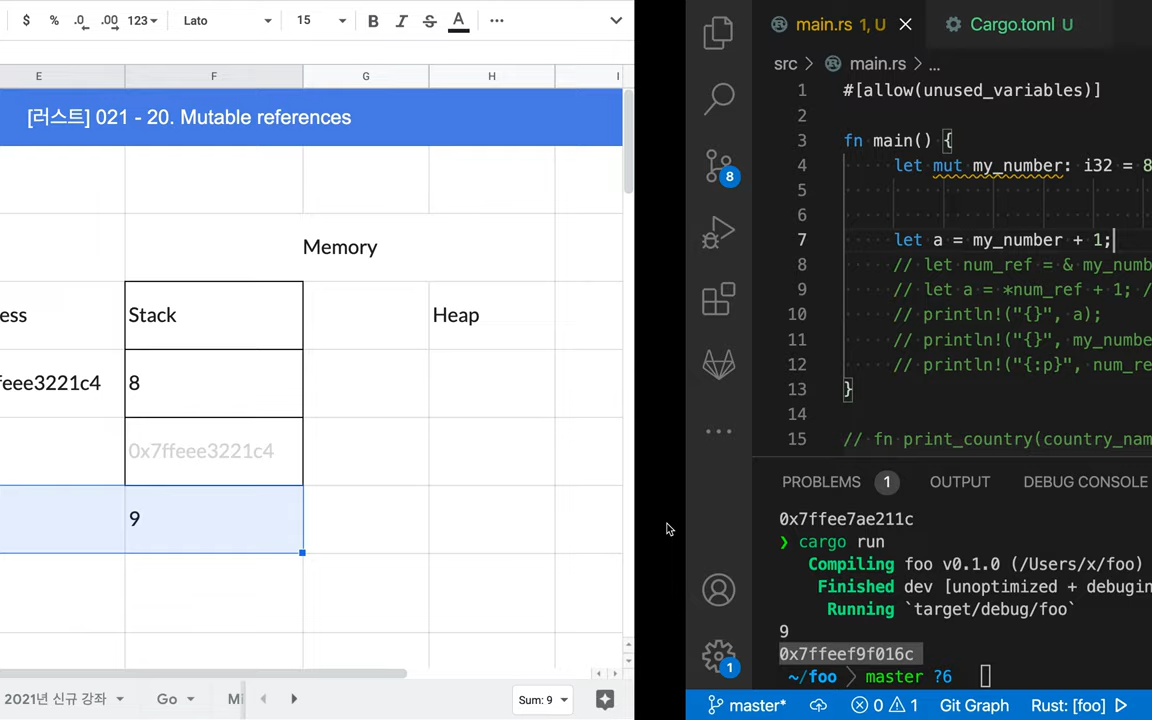 $ % .0 .00 123 Lato 15 B I S A
E F G H I
[러스트] 021 - 20. Mutable references
Memory
ess Stack Heap
feee3221c4 8
0x7ffeee3221c4
9
2021년 신규 강좌 Go Mi Sum: 9
main.rs 1, U Cargo.toml U
src > main.rs > ...
1 #[allow(unused_variables)]
2
3 fn main() {
4 let mut my_number: i32 = 8
5
6
7 let a = my_number + 1;
8 // let num_ref = & my_numb
9 // let a = *num_ref + 1; /
10 // println!("{}", a);
11 // println!("{}", my_numbe
12 // println!("{:p}", num_re
13 }
14
15 // fn print_country(country_nam
8
PROBLEMS 1 OUTPUT DEBUG CONSOLE
0x7ffee7ae211c
❯ cargo run
Compiling foo v0.1.0 (/Users/x/foo)
Finished dev [unoptimized + debugin
Running `target/debug/foo`
9
0x7ffeef9f016c
~/foo master ?6
1
master* 0 1 Git Graph Rust: [foo]